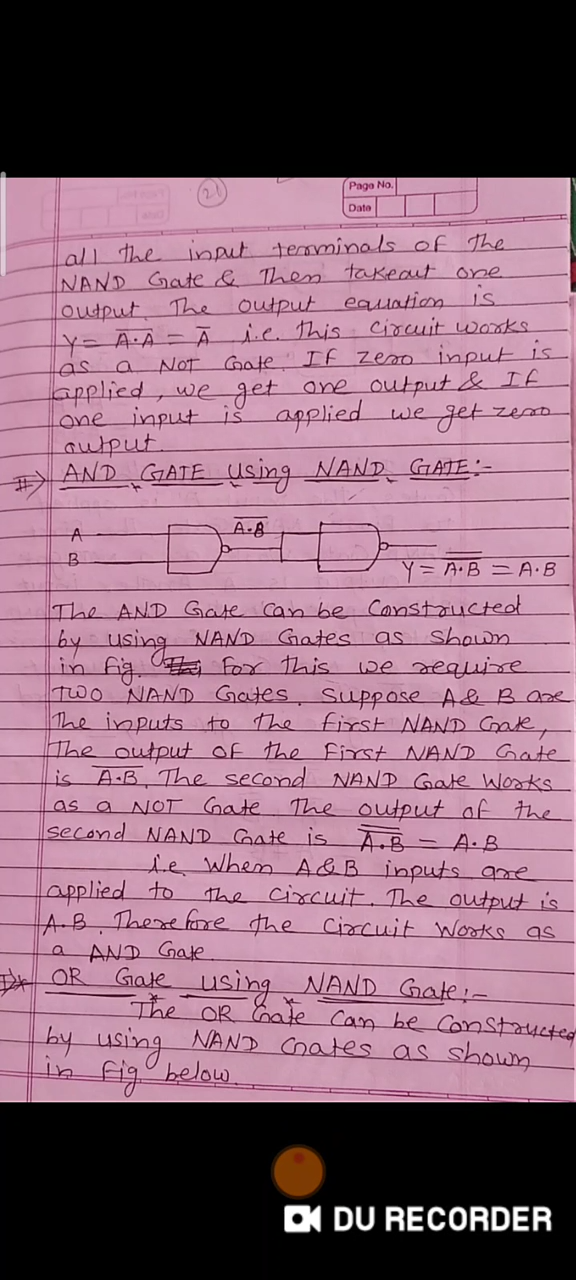 (21)
Page No.
Date
all the input terminals of the
NAND Gate & Then takeout one
output. The output equation is
Y = A̅·̅A̅ = A̅ i.e. this circuit works
as a NOT Gate. If zero input is
applied, we get one output & If
one input is applied we get zero
output.
#⇒ AND GATE using NAND GATE:-
A
B
A̅·̅B̅
Y = A̿·̿B̿ = A·B
The AND Gate can be constructed
by using NAND Gates as shown
in fig. For this we require
TWO NAND Gates. Suppose A & B are
The inputs to the first NAND Gate,
The output of the first NAND Gate
is A̅·̅B̅. The second NAND Gate Works
as a NOT Gate. The output of the
second NAND Gate is A̿·̿B̿ = A·B
i.e. When A & B inputs are
applied to the circuit. The output is
A·B. Therefore the circuit works as
a AND Gate.
OR Gate using NAND Gate:-
The OR Gate can be constructed
by using NAND Gates as shown
in fig below.
DU RECORDER